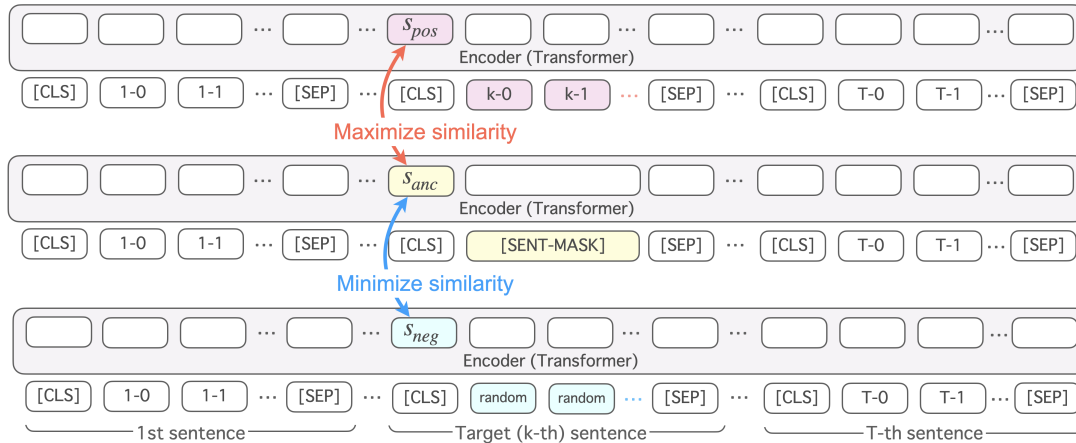 ... ... s_pos ... ...
Encoder (Transformer)
[CLS] 1-0 1-1 ... [SEP] ... [CLS] k-0 k-1 ... [SEP] ... [CLS] T-0 T-1 ... [SEP]
Maximize similarity
... ... s_anc ... ...
Encoder (Transformer)
[CLS] 1-0 1-1 ... [SEP] ... [CLS] [SENT-MASK] [SEP] ... [CLS] T-0 T-1 ... [SEP]
Minimize similarity
... ... s_neg ... ... ...
Encoder (Transformer)
[CLS] 1-0 1-1 ... [SEP] ... [CLS] random random ... [SEP] ... [CLS] T-0 T-1 ... [SEP]
1st sentence Target (k-th) sentence T-th sentence